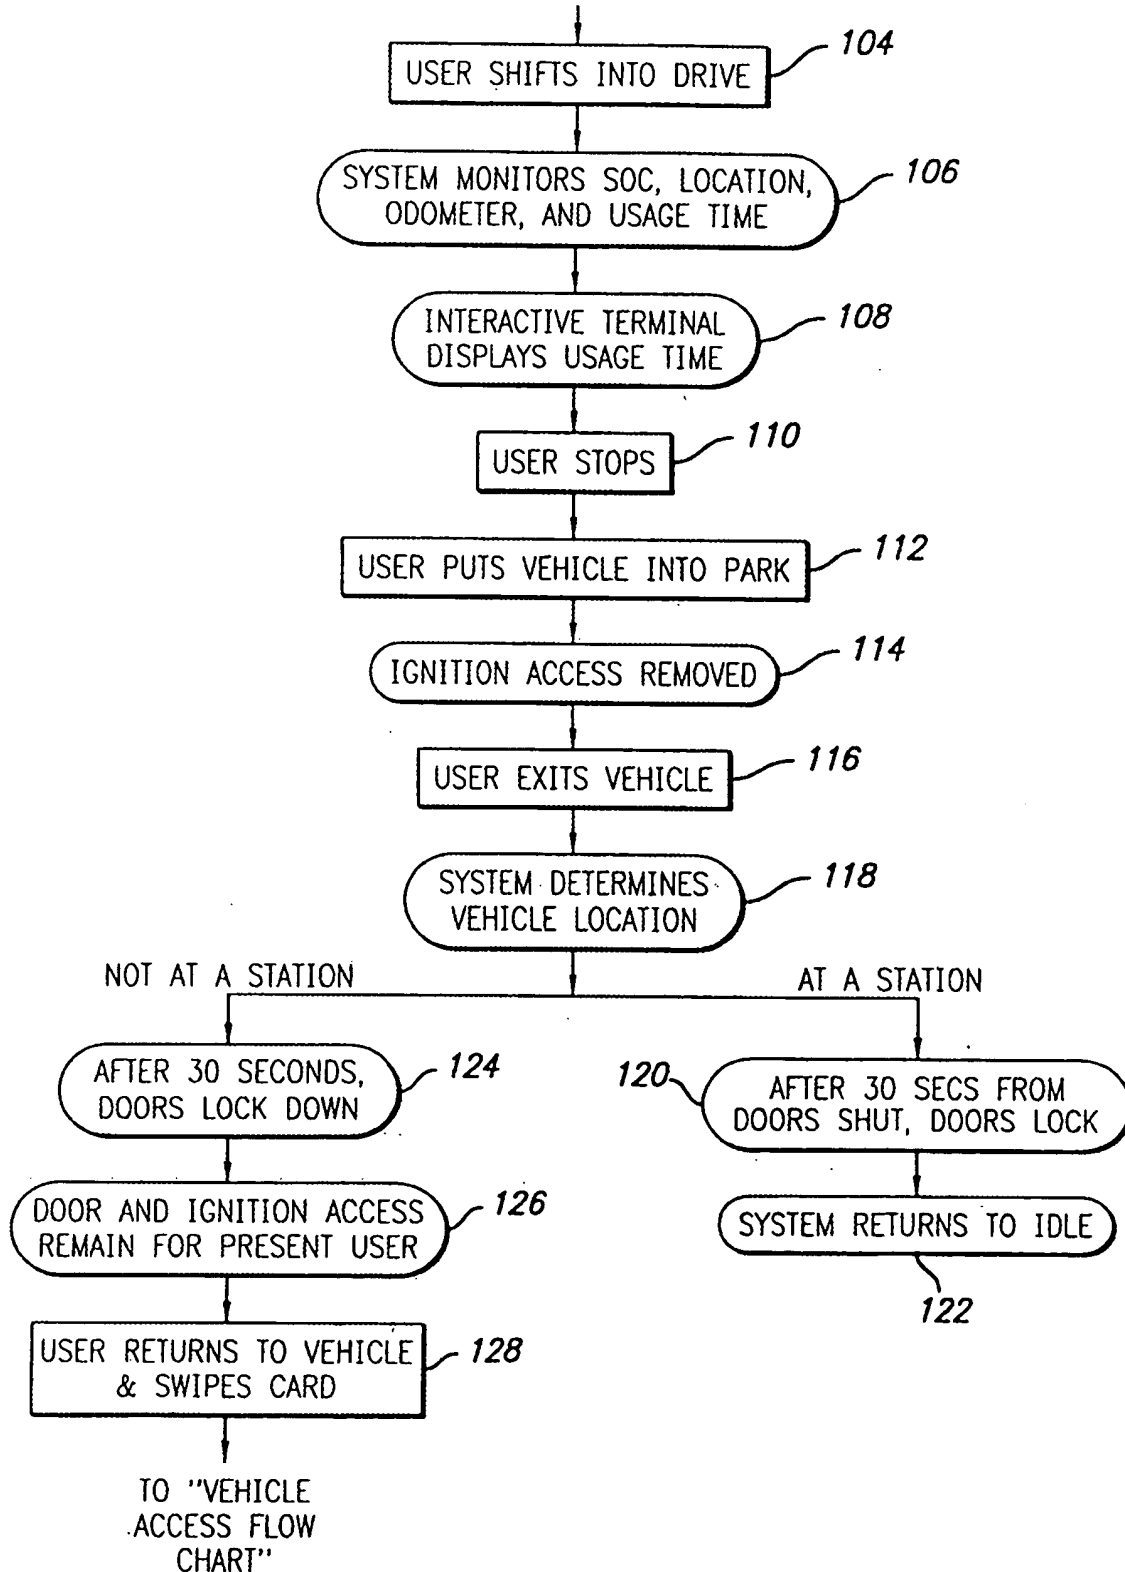 104
USER SHIFTS INTO DRIVE
106
SYSTEM MONITORS SOC, LOCATION,
ODOMETER, AND USAGE TIME
108
INTERACTIVE TERMINAL
DISPLAYS USAGE TIME
110
USER STOPS
112
USER PUTS VEHICLE INTO PARK
114
IGNITION ACCESS REMOVED
116
USER EXITS VEHICLE
118
SYSTEM DETERMINES
VEHICLE LOCATION
NOT AT A STATION
AT A STATION
124
AFTER 30 SECONDS,
DOORS LOCK DOWN
120
AFTER 30 SECS FROM
DOORS SHUT, DOORS LOCK
126
DOOR AND IGNITION ACCESS
REMAIN FOR PRESENT USER
SYSTEM RETURNS TO IDLE
122
128
USER RETURNS TO VEHICLE
& SWIPES CARD
TO "VEHICLE
ACCESS FLOW
CHART"